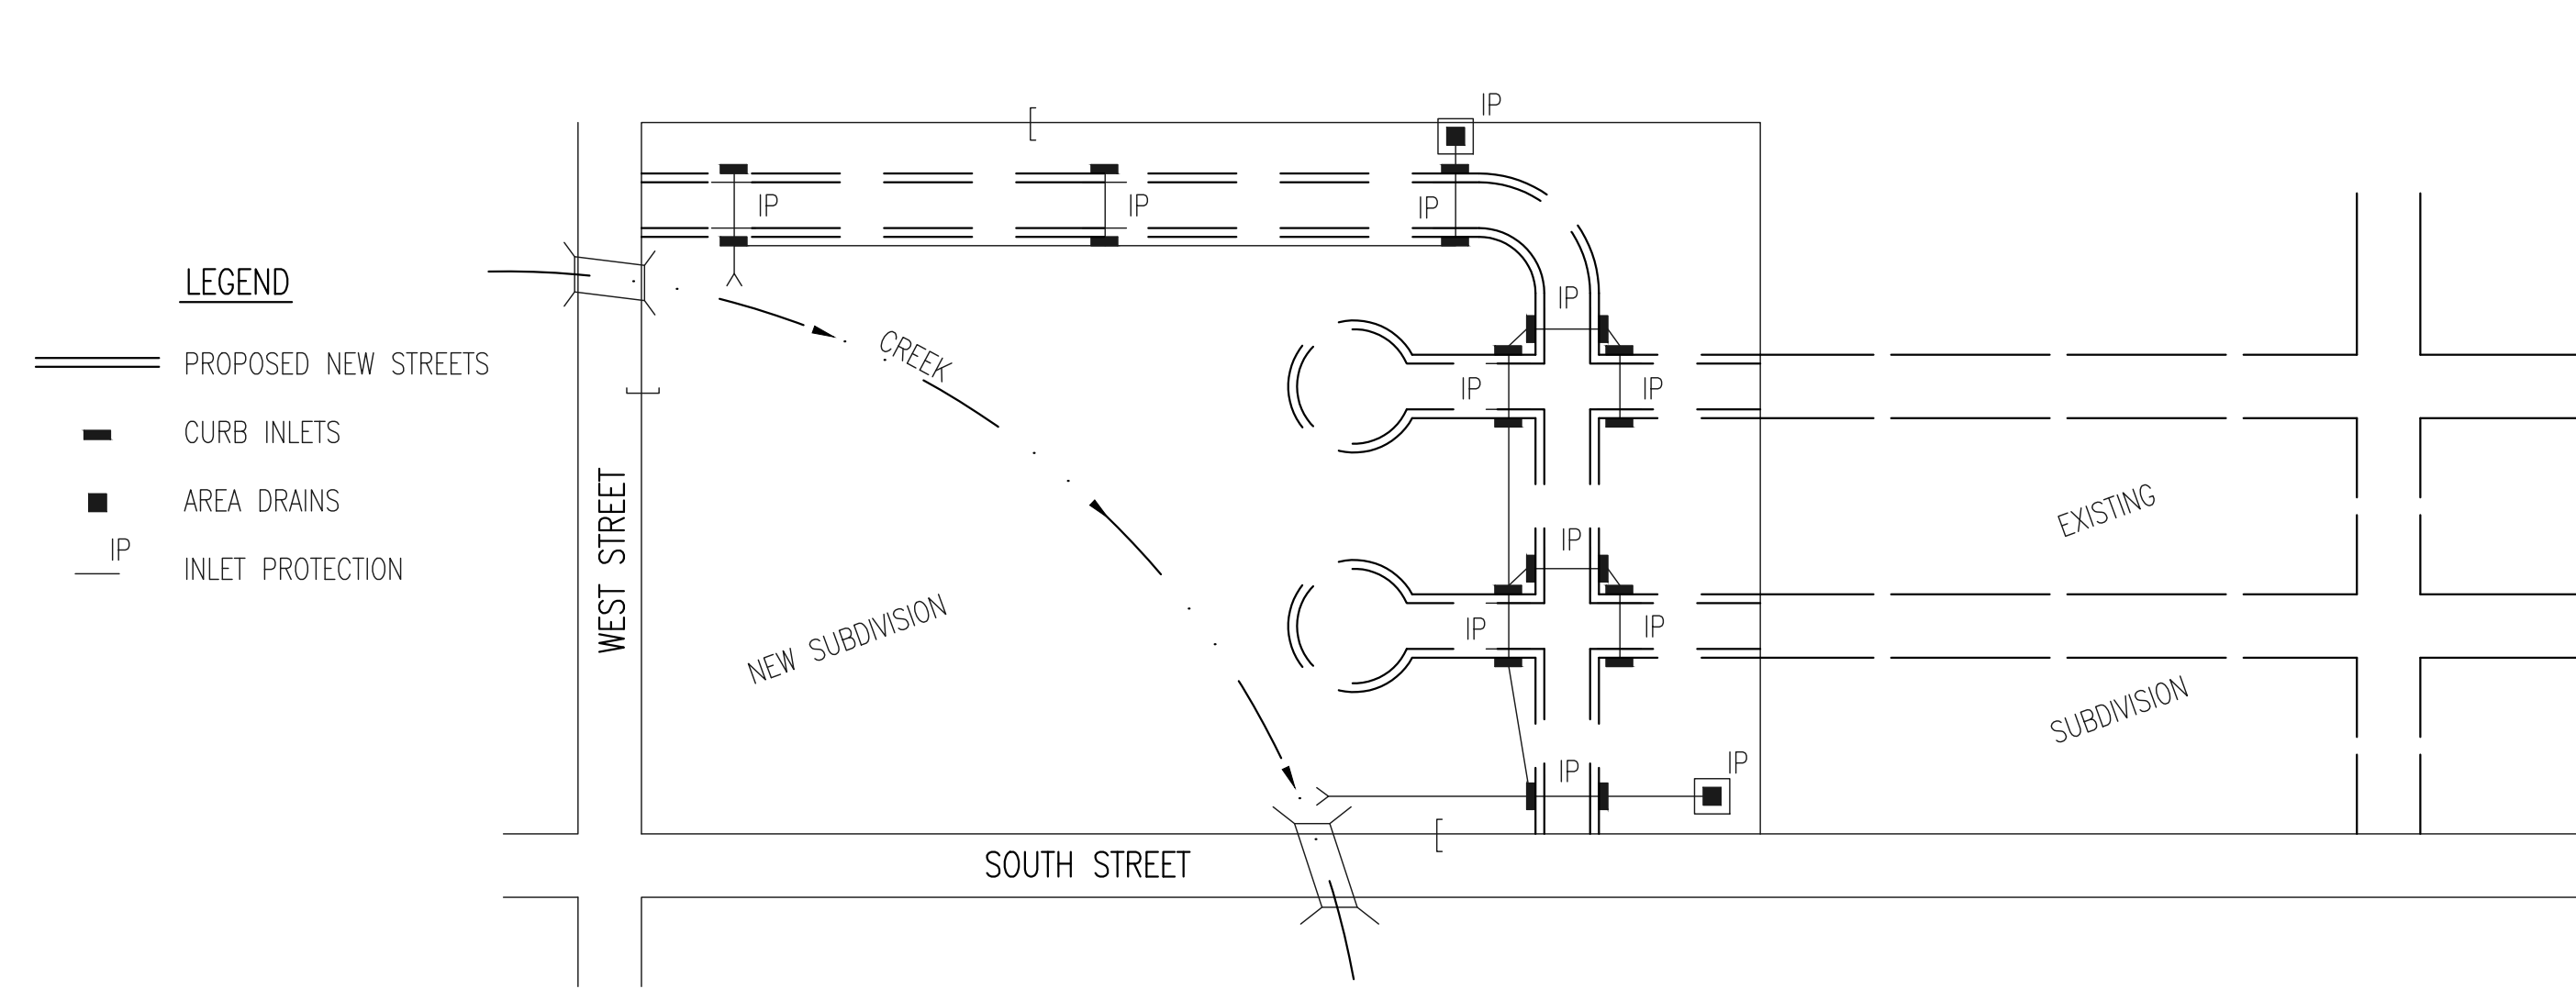 LEGEND
PROPOSED NEW STREETS
CURB INLETS
AREA DRAINS
IP
INLET PROTECTION
WEST STREET
IP
IP
IP
IP
IP
IP
IP
CREEK
NEW SUBDIVISION
IP
IP
IP
IP
IP
SOUTH STREET
EXISTING
SUBDIVISION